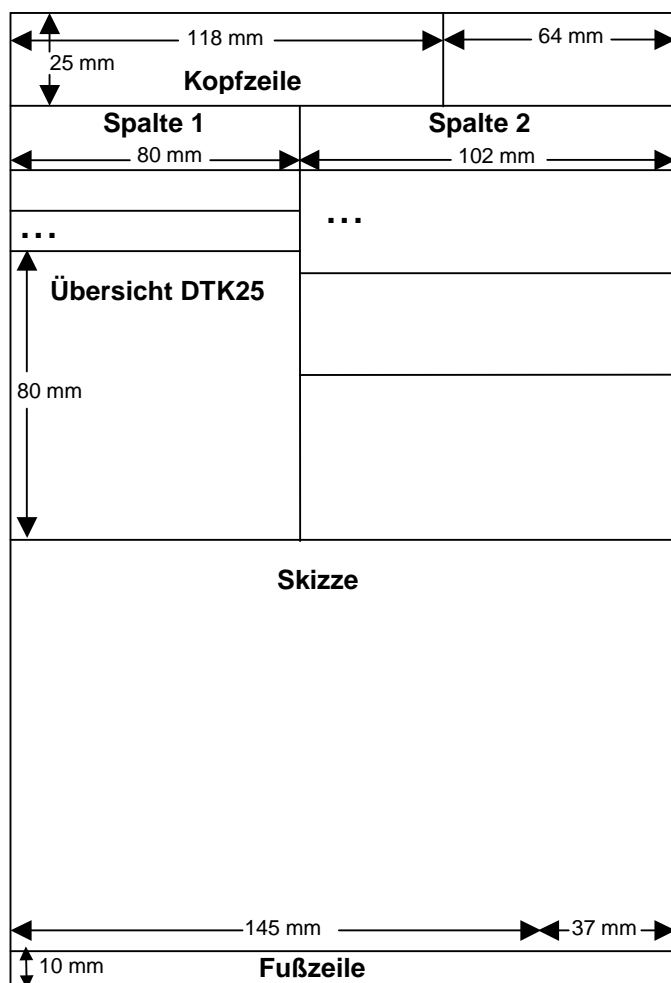 118 mm 64 mm
25 mm
Kopfzeile
Spalte 1 Spalte 2
80 mm 102 mm
... ...
Übersicht DTK25
80 mm
Skizze
145 mm 37 mm
10 mm Fußzeile